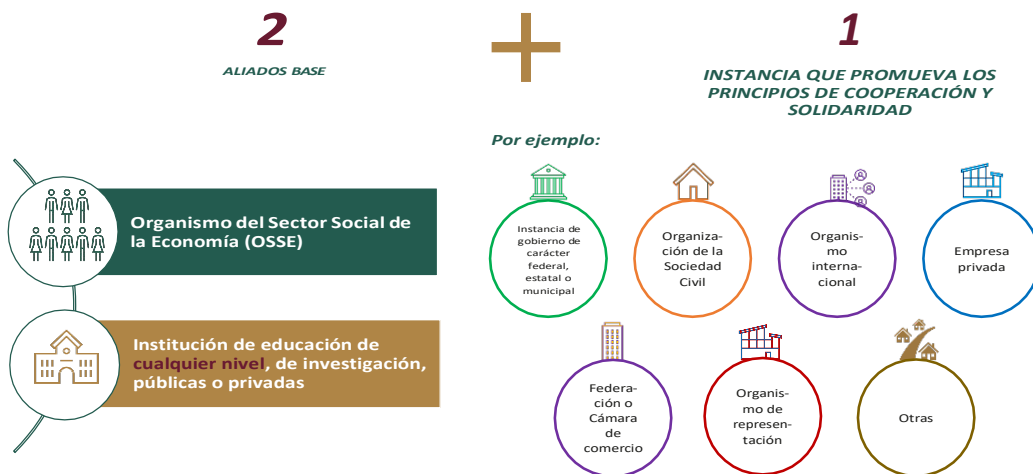 2
ALIADOS BASE
1
INSTANCIA QUE PROMUEVA LOS
PRINCIPIOS DE COOPERACIÓN Y
SOLIDARIDAD
Organismo del Sector Social de
la Economía (OSSE)
Institución de educación de
cualquier nivel, de investigación,
públicas o privadas
Por ejemplo:
Instancia de
gobierno de
carácter
federal,
estatal o
municipal
Organiza-
ción de la
Sociedad
Civil
Organis-
mo
interna-
cional
Empresa
privada
Federa-
ción o
Cámara
de
comercio
Organis-
mo de
represen-
tación
Otras